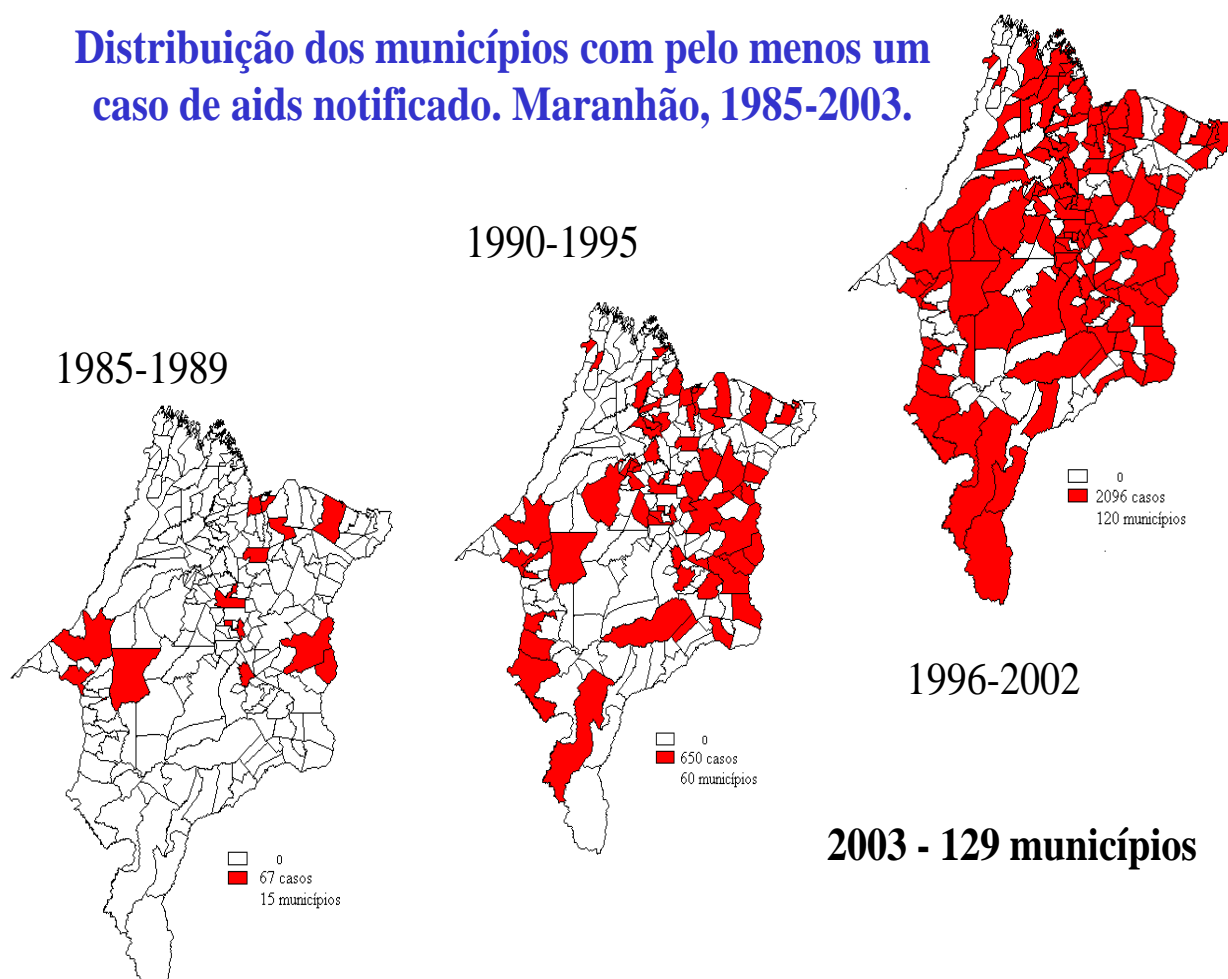 Distribuição dos municípios com pelo menos um
caso de aids notificado. Maranhão, 1985-2003.
1985-1989
0
67 casos
15 municípios
1990-1995
0
650 casos
60 municípios
1996-2002
0
2096 casos
120 municípios
2003 - 129 municípios